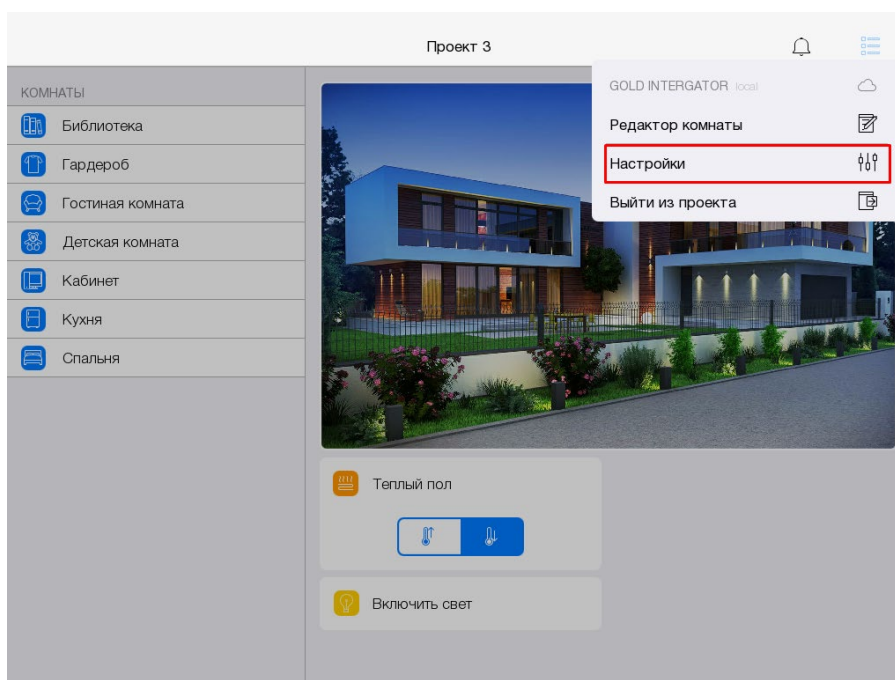 Проект 3
КОМНАТЫ
Библиотека
Гардероб
Гостиная комната
Детская комната
Кабинет
Кухня
Спальня
GOLD INTERGATOR local
Редактор комнаты
Настройки
Выйти из проекта
Теплый пол
Включить свет